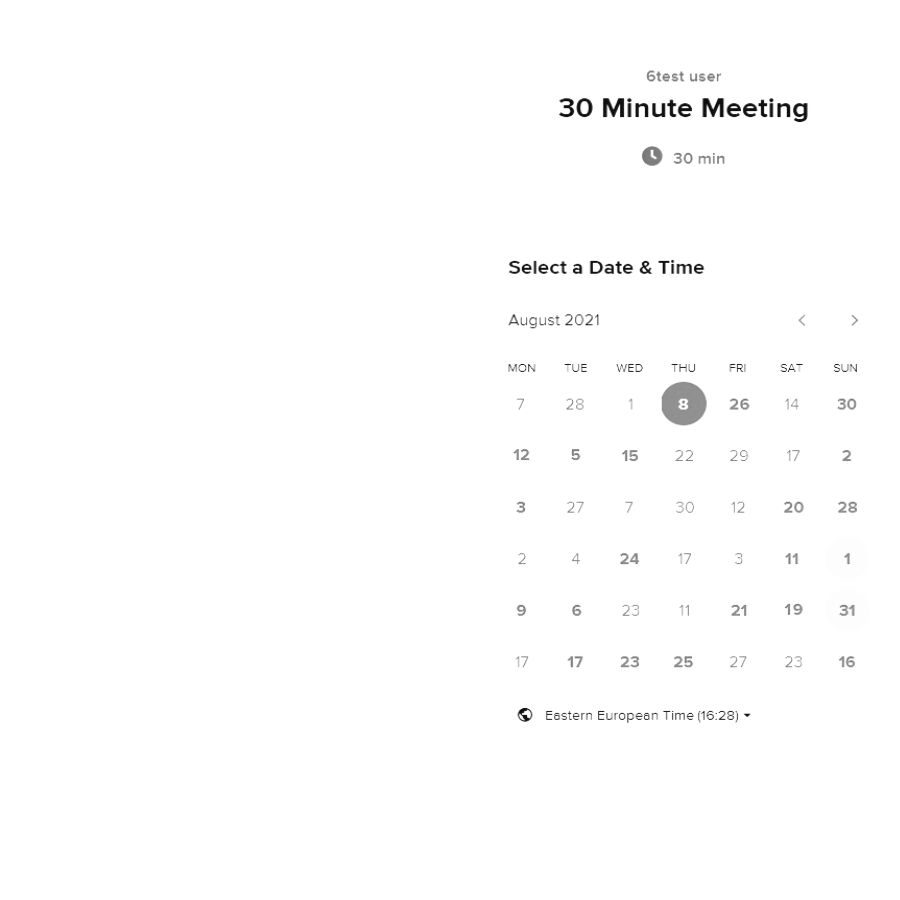 6test user
30 Minute Meeting
30 min
Select a Date & Time
August 2021
MON TUE WED THU FRI SAT SUN
7 28 1 8 26 14 30
12 5 15 22 29 17 2
3 27 7 30 12 20 28
2 4 24 17 3 11 1
9 6 23 11 21 19 31
17 17 23 25 27 23 16
Eastern European Time (16:28)